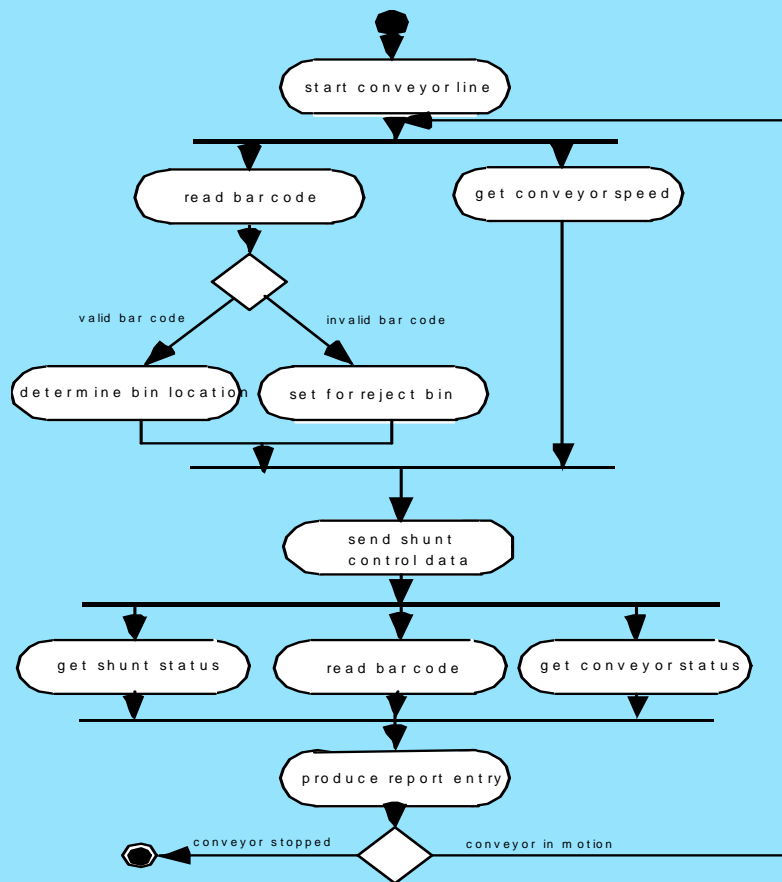 start conveyor line
read bar code
get conveyor speed
valid bar code
invalid bar code
determine bin location
set for reject bin
send shunt
control data
get shunt status
read bar code
get conveyor status
produce report entry
conveyor stopped
conveyor in motion